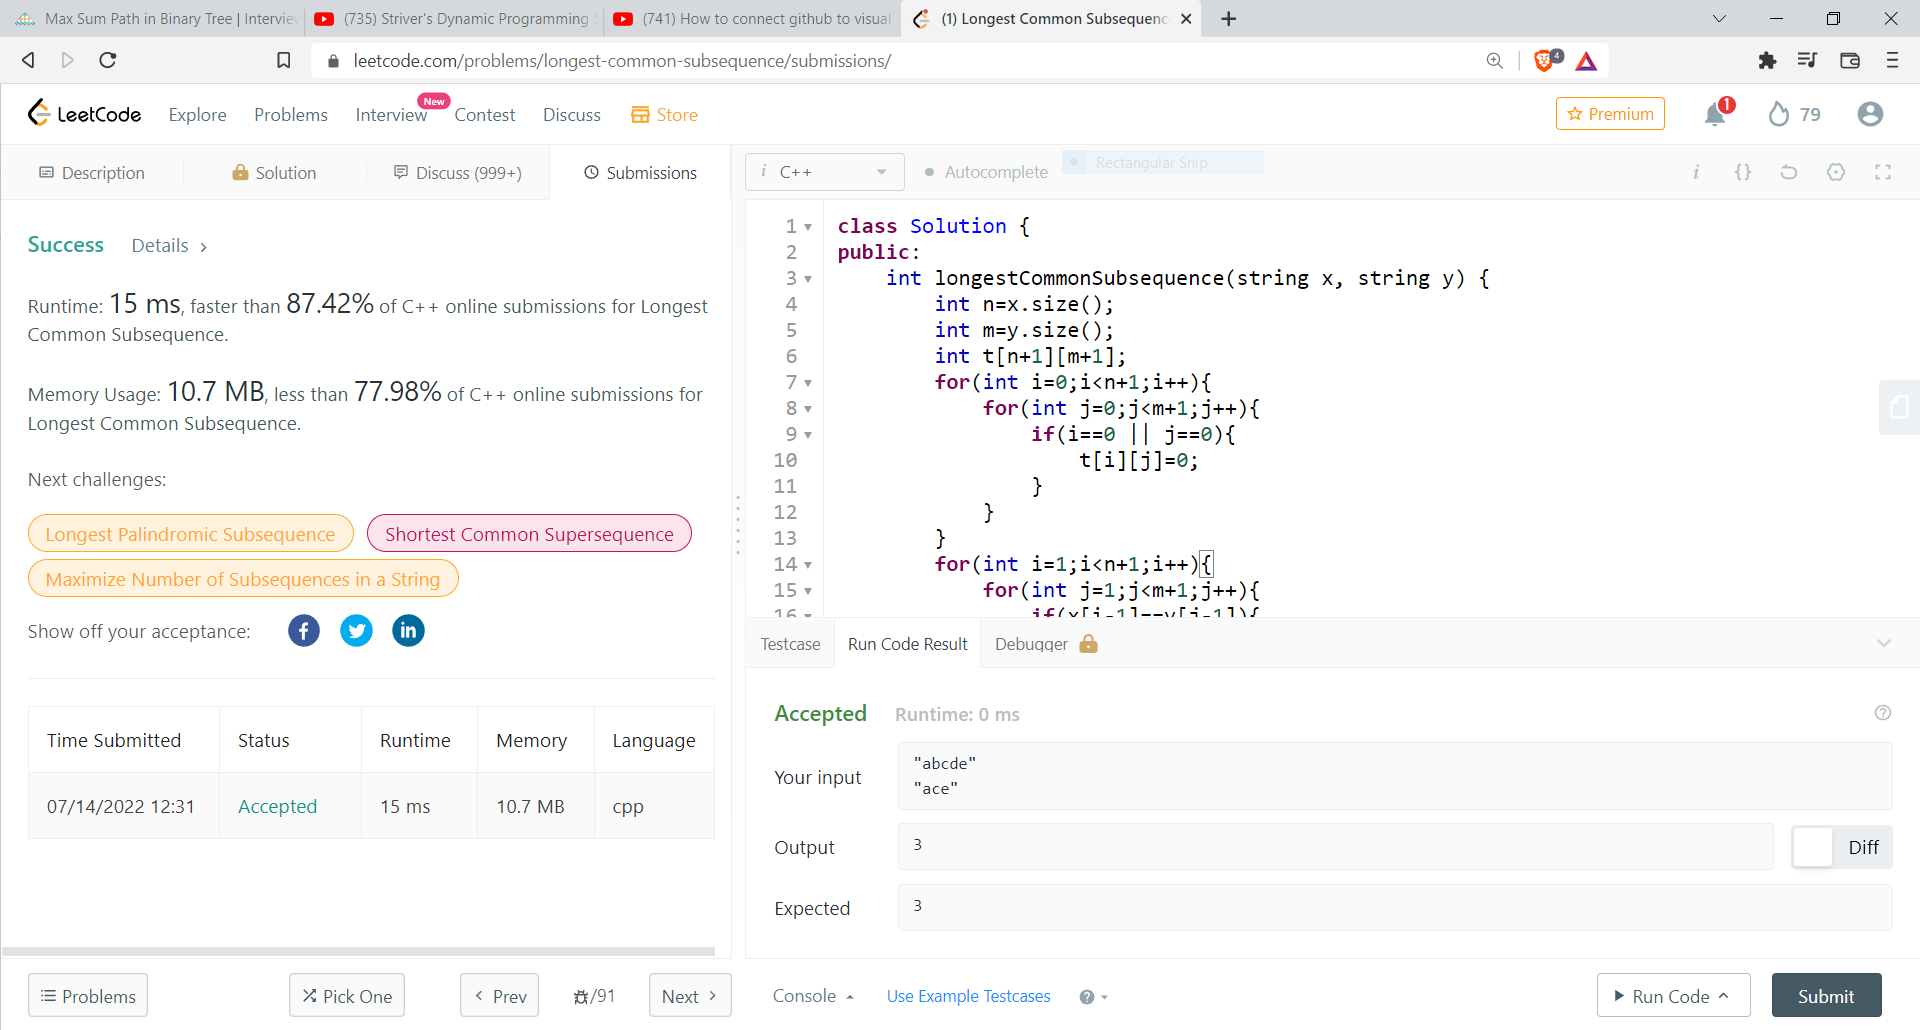 Max Sum Path in Binary Tree | Intervie
(735) Striver's Dynamic Programming
(741) How to connect github to visual
(1) Longest Common Subsequenc
leetcode.com/problems/longest-common-subsequence/submissions/
4
LeetCode
Explore
Problems
Interview
New
Contest
Discuss
Store
Premium
1
79
Description
Solution
Discuss (999+)
Submissions
i C++
Autocomplete
Rectangular Snip
i {}
Success
Details >
Runtime: 15 ms, faster than 87.42% of C++ online submissions for Longest
Common Subsequence.
Memory Usage: 10.7 MB, less than 77.98% of C++ online submissions for
Longest Common Subsequence.
Next challenges:
Longest Palindromic Subsequence
Shortest Common Supersequence
Maximize Number of Subsequences in a String
Show off your acceptance:
Time Submitted Status Runtime Memory Language
07/14/2022 12:31 Accepted 15 ms 10.7 MB cpp
1 class Solution {
2 public:
3 int longestCommonSubsequence(string x, string y) {
4 int n=x.size();
5 int m=y.size();
6 int t[n+1][m+1];
7 for(int i=0;i<n+1;i++){
8 for(int j=0;j<m+1;j++){
9 if(i==0 || j==0){
10 t[i][j]=0;
11 }
12 }
13 }
14 for(int i=1;i<n+1;i++){
15 for(int j=1;j<m+1;j++){
16 if(x[i-1]==y[j-1]){
Testcase
Run Code Result
Debugger
Accepted
Runtime: 0 ms
Your input
"abcde"
"ace"
Output
3
Diff
Expected
3
Problems
Pick One
< Prev
/91
Next >
Console
Use Example Testcases
Run Code
Submit